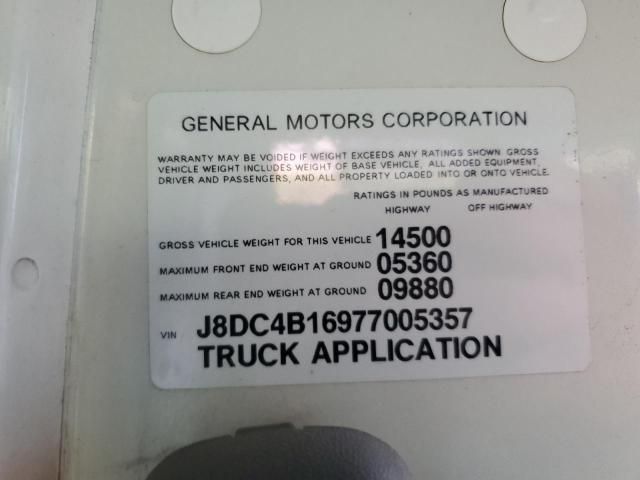 GENERAL MOTORS CORPORATION
WARRANTY MAY BE VOIDED IF WEIGHT EXCEEDS ANY RATINGS SHOWN. GROSS
VEHICLE WEIGHT INCLUDES WEIGHT OF BASE VEHICLE, ALL ADDED EQUIPMENT,
DRIVER AND PASSENGERS, AND ALL PROPERTY LOADED INTO OR ONTO VEHICLE.
RATINGS IN POUNDS AS MANUFACTURED
HIGHWAY OFF HIGHWAY
GROSS VEHICLE WEIGHT FOR THIS VEHICLE 14500
MAXIMUM FRONT END WEIGHT AT GROUND 05360
MAXIMUM REAR END WEIGHT AT GROUND 09880
VIN J8DC4B16977005357
TRUCK APPLICATION